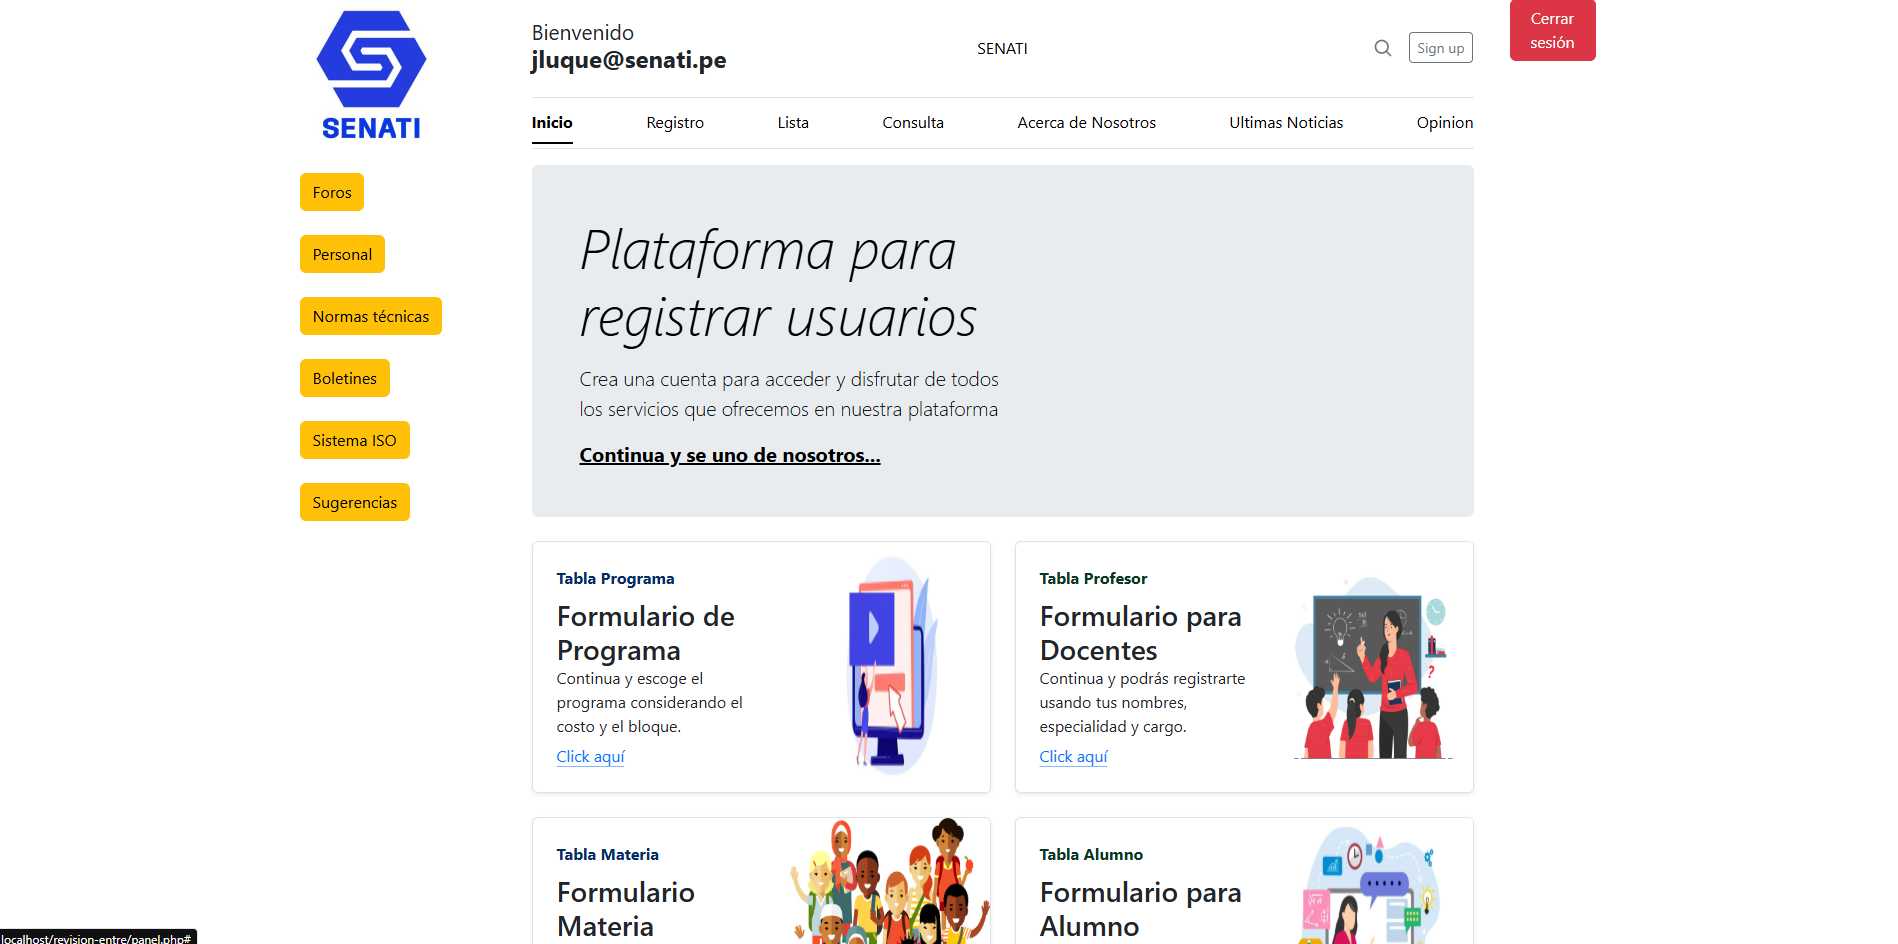 SENATI
Bienvenido
jluque@senati.pe
SENATI
Sign up
Cerrar
sesión
Inicio
Registro
Lista
Consulta
Acerca de Nosotros
Ultimas Noticias
Opinion
Foros
Personal
Normas técnicas
Boletines
Sistema ISO
Sugerencias
Plataforma para
registrar usuarios
Crea una cuenta para acceder y disfrutar de todos
los servicios que ofrecemos en nuestra plataforma
Continua y se uno de nosotros...
Tabla Programa
Formulario de
Programa
Continua y escoge el
programa considerando el
costo y el bloque.
Click aquí
Tabla Profesor
Formulario para
Docentes
Continua y podrás registrarte
usando tus nombres,
especialidad y cargo.
Click aquí
Tabla Materia
Formulario
Materia
Tabla Alumno
Formulario para
Alumno
localhost/revision-entre/panel.php#